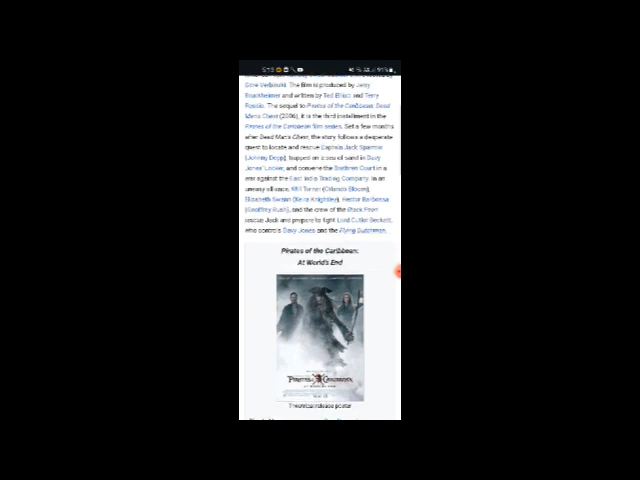 Gore Verbinski. The film is produced by Jerry
Bruckheimer and written by Ted Elliott and Terry
Rossio. The sequel to Pirates of the Caribbean: Dead
Man's Chest (2006), it is the third installment in the
Pirates of the Caribbean film series. Set a few months
after Dead Man's Chest, the story follows a desperate
quest to locate and rescue Captain Jack Sparrow
(Johnny Depp), trapped on a sea of sand in Davy
Jones' Locker, and convene the Brethren Court in a
war against the East India Trading Company. In an
uneasy alliance, Will Turner (Orlando Bloom),
Elizabeth Swann (Keira Knightley), Hector Barbossa
(Geoffrey Rush), and the crew of the Black Pearl
rescue Jack and prepare to fight Lord Cutler Beckett,
who controls Davy Jones and the Flying Dutchman.
Pirates of the Caribbean:
At World's End
PIRATES of the CARIBBEAN
AT WORLD'S END
Theatrical release poster